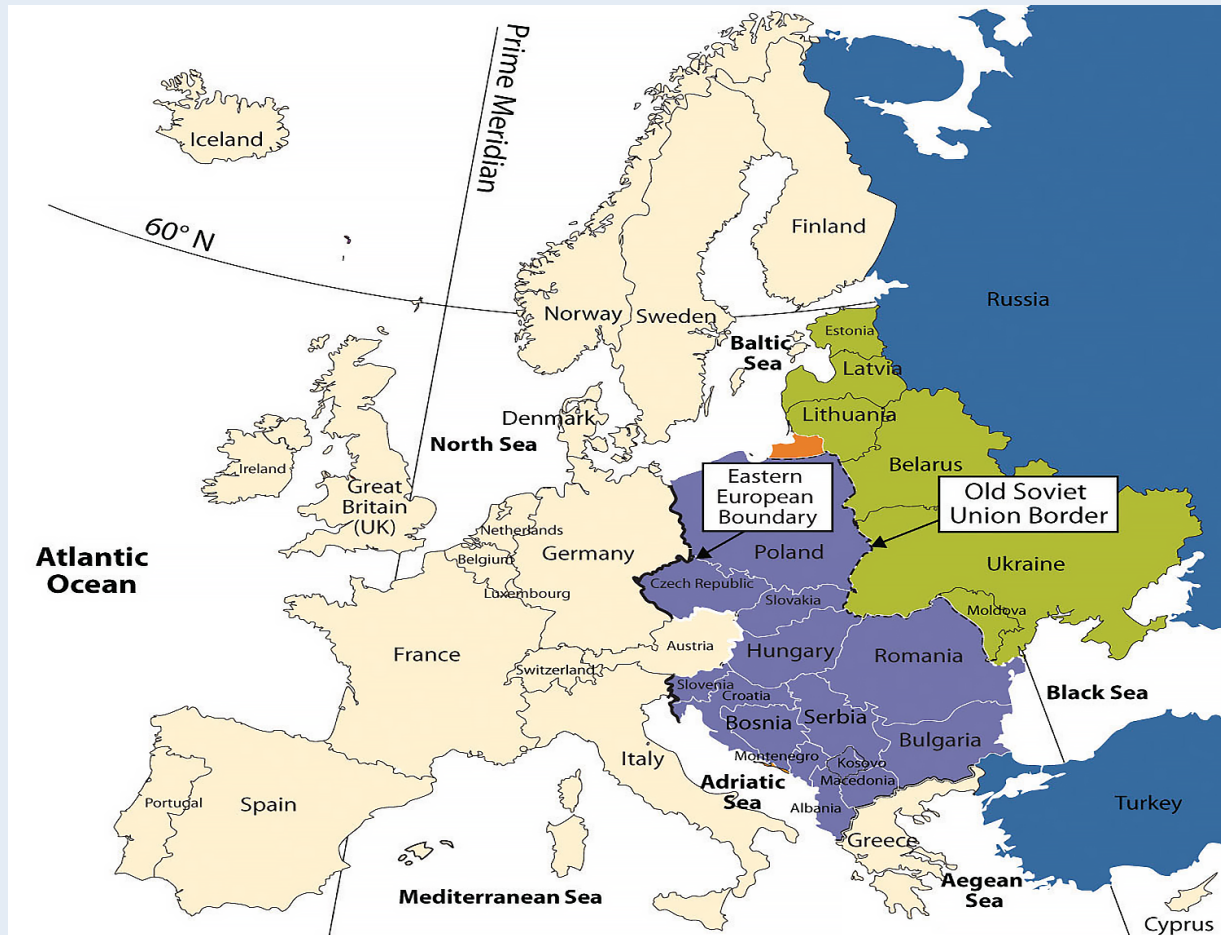 Prime Meridian
Iceland
60° N
Finland
Russia
Norway
Sweden
Estonia
Baltic
Sea
Latvia
Denmark
Lithuania
North Sea
Ireland
Great
Britain
(UK)
Belarus
Eastern
European
Boundary
Old Soviet
Union Border
Netherlands
Germany
Poland
Ukraine
Atlantic
Ocean
Belgium
Luxembourg
Czech Republic
Slovakia
Moldova
France
Austria
Hungary
Romania
Switzerland
Slovenia
Croatia
Black Sea
Bosnia
Serbia
Bulgaria
Italy
Montenegro
Kosovo
Macedonia
Adriatic
Sea
Albania
Portugal
Spain
Turkey
Greece
Aegean
Sea
Mediterranean Sea
Cyprus